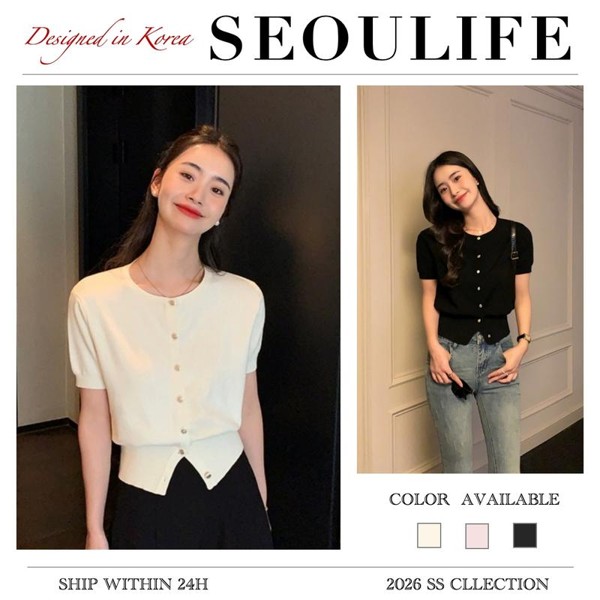 Designed in Korea SEOULIFE
COLOR AVAILABLE
SHIP WITHIN 24H
2026 SS CLLECTION